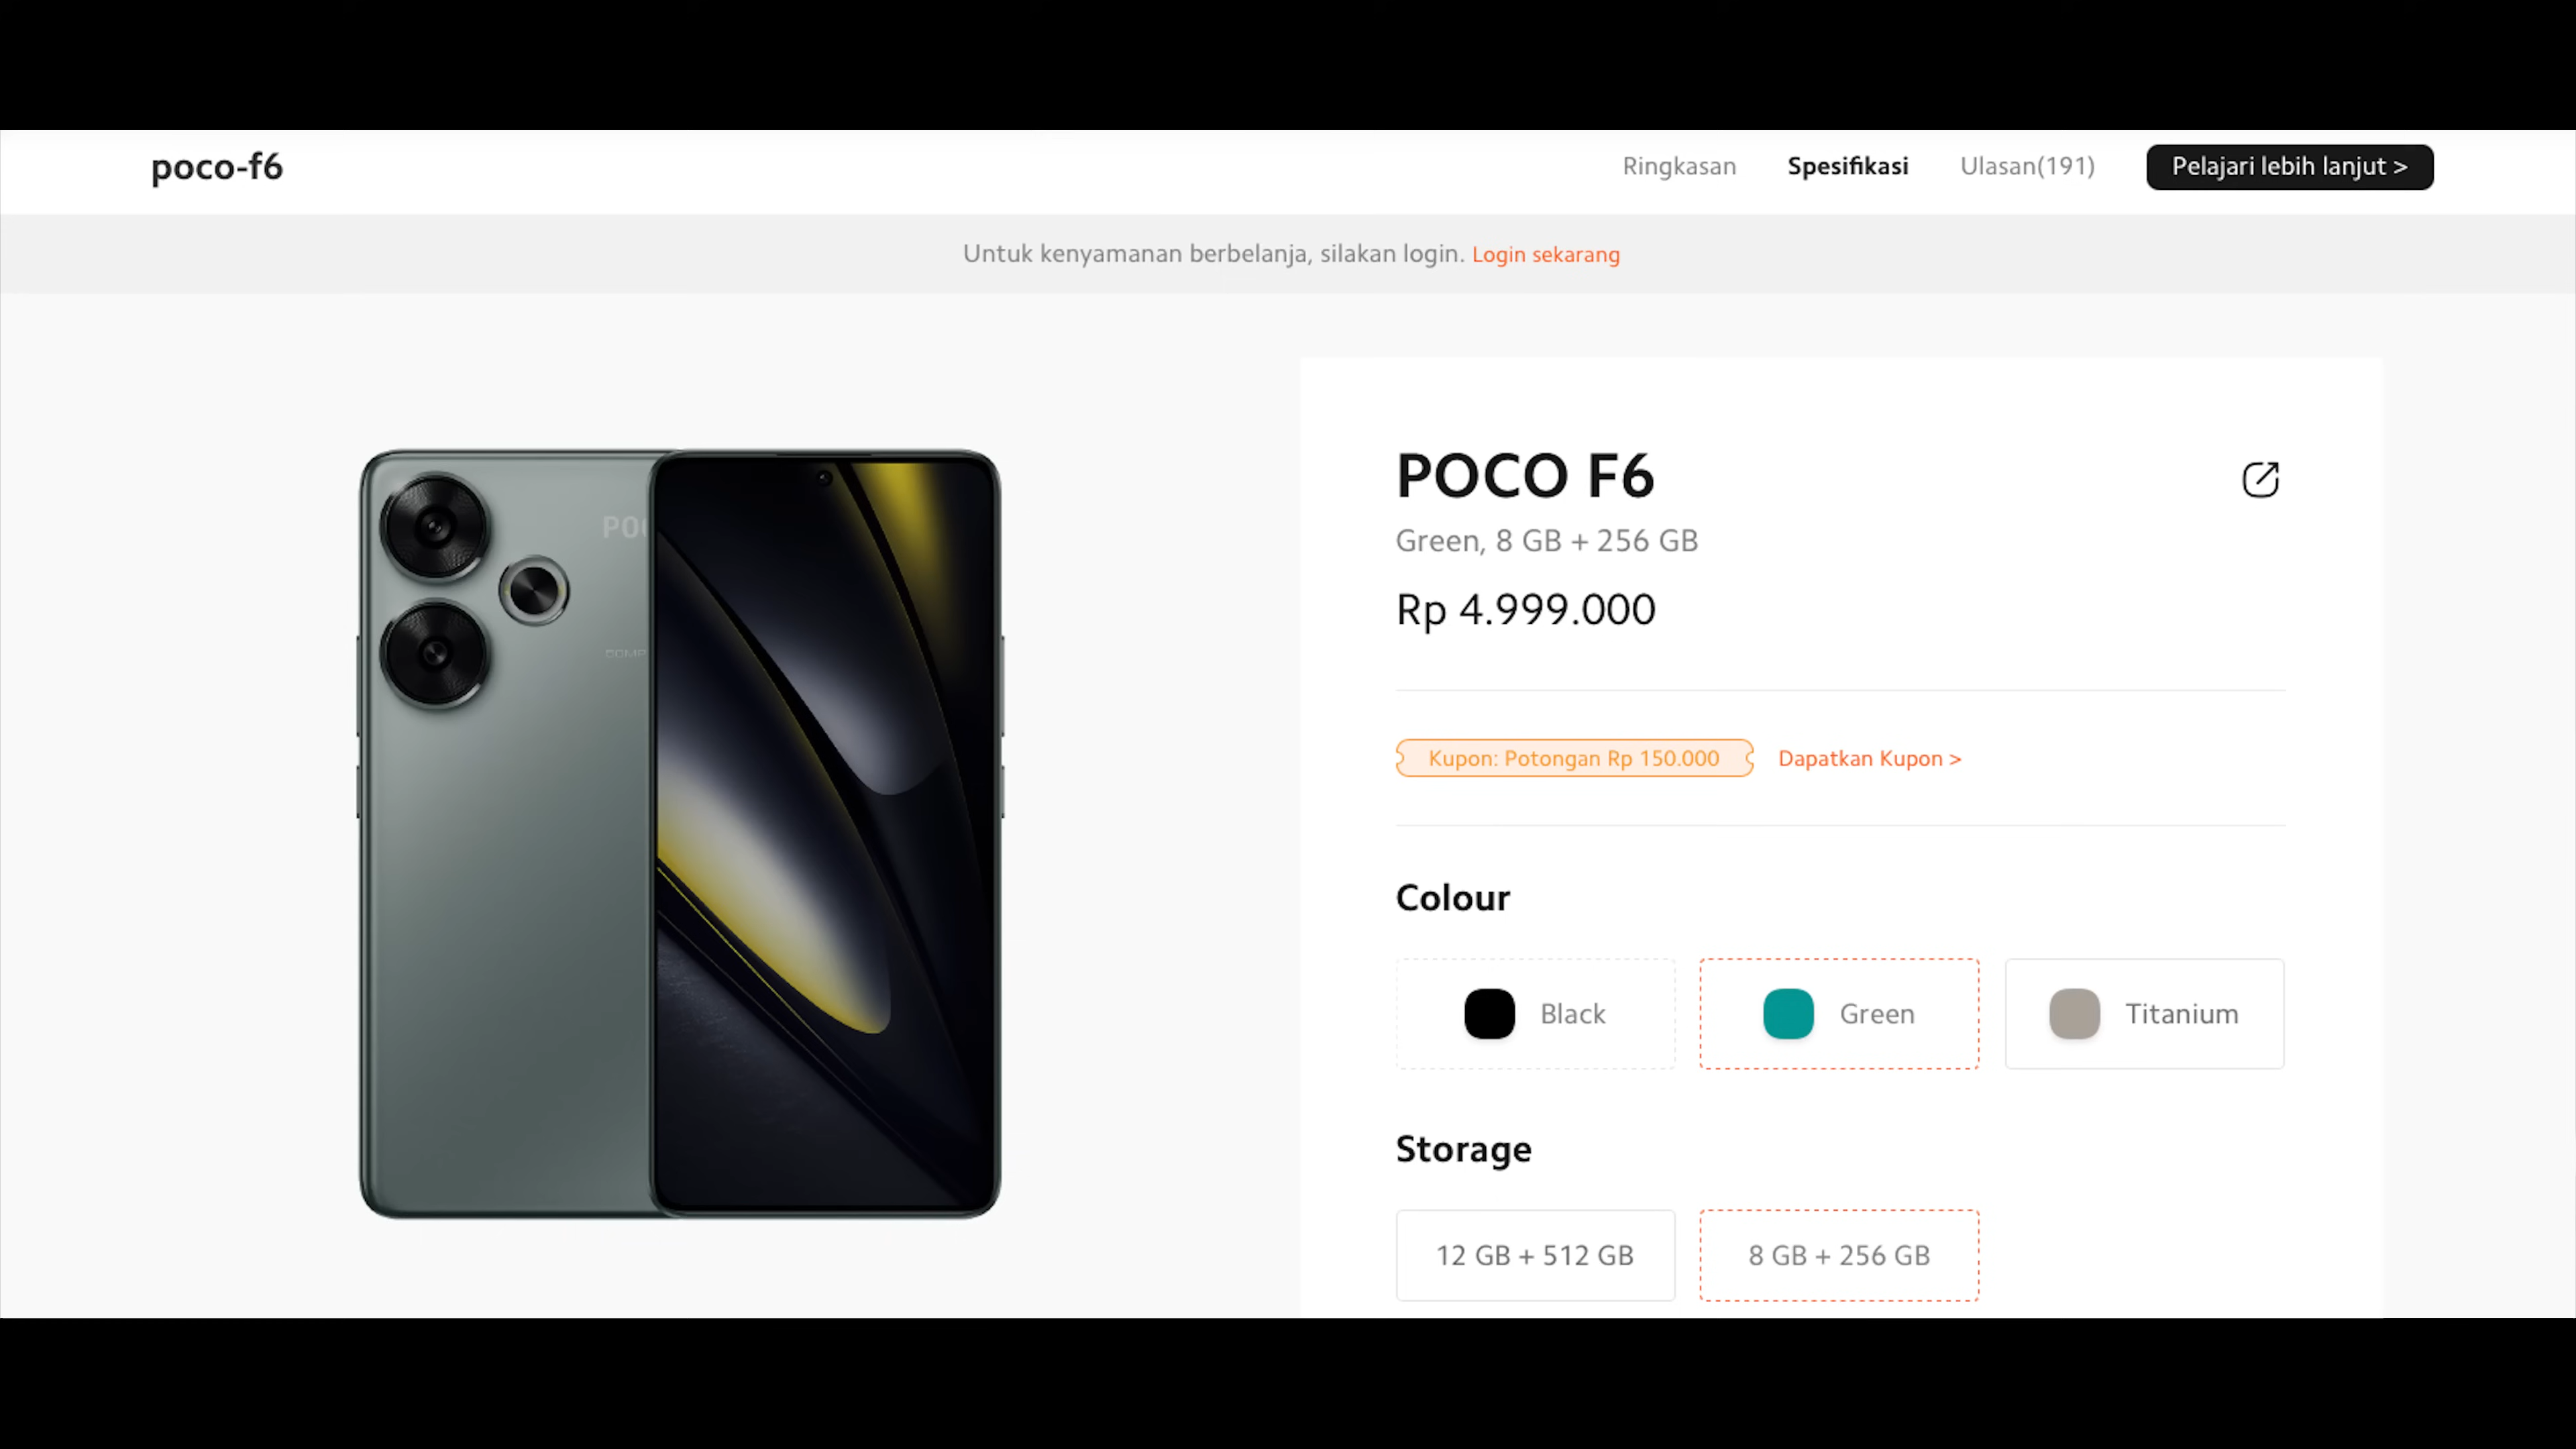 poco-f6
Ringkasan
Spesifikasi
Ulasan(191)
Pelajari lebih lanjut >
Untuk kenyamanan berbelanja, silakan login. Login sekarang
POCO F6
Green, 8 GB + 256 GB
Rp 4.999.000
Kupon: Potongan Rp 150.000
Dapatkan Kupon >
Colour
Black
Green
Titanium
Storage
12 GB + 512 GB
8 GB + 256 GB